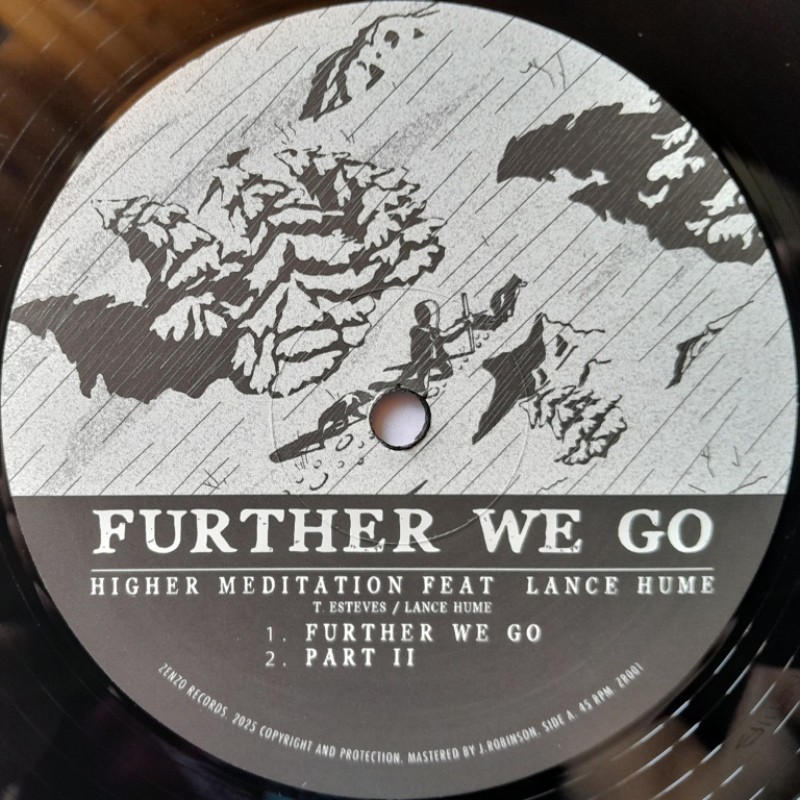 FURTHER WE GO
HIGHER MEDITATION FEAT LANCE HUME
T. ESTEVES / LANCE HUME
1. FURTHER WE GO
2. PART II
ZENZO RECORDS. 2025 COPYRIGHT AND PROTECTION. MASTERED BY J.ROBINSON. SIDE A. 45 RPM. ZR001